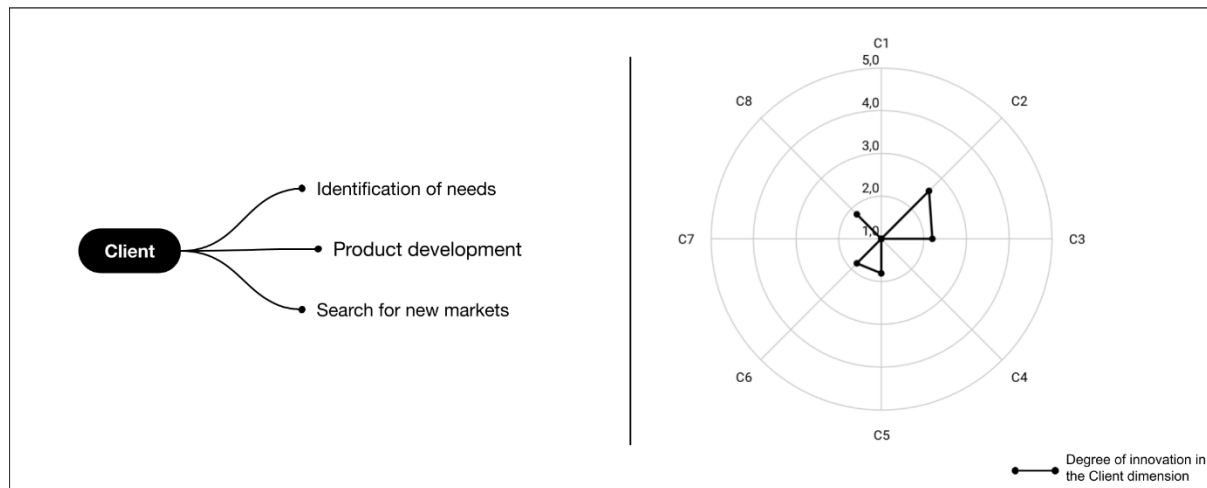 Client
Identification of needs
Product development
Search for new markets
C1
5,0
C8
C2
4,0
3,0
2,0
1,0
C7
C3
C6
C4
C5
Degree of innovation in
the Client dimension